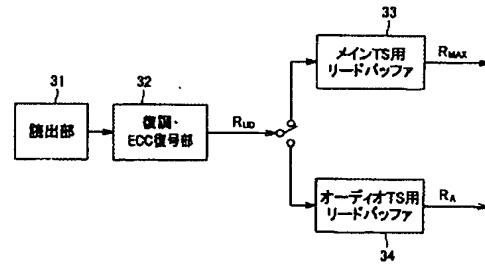 31
読出部
32
復調・
ECC復号部
RUD
33
メインTS用
リードバッファ
RMAX
オーディオTS用
リードバッファ
34
RA